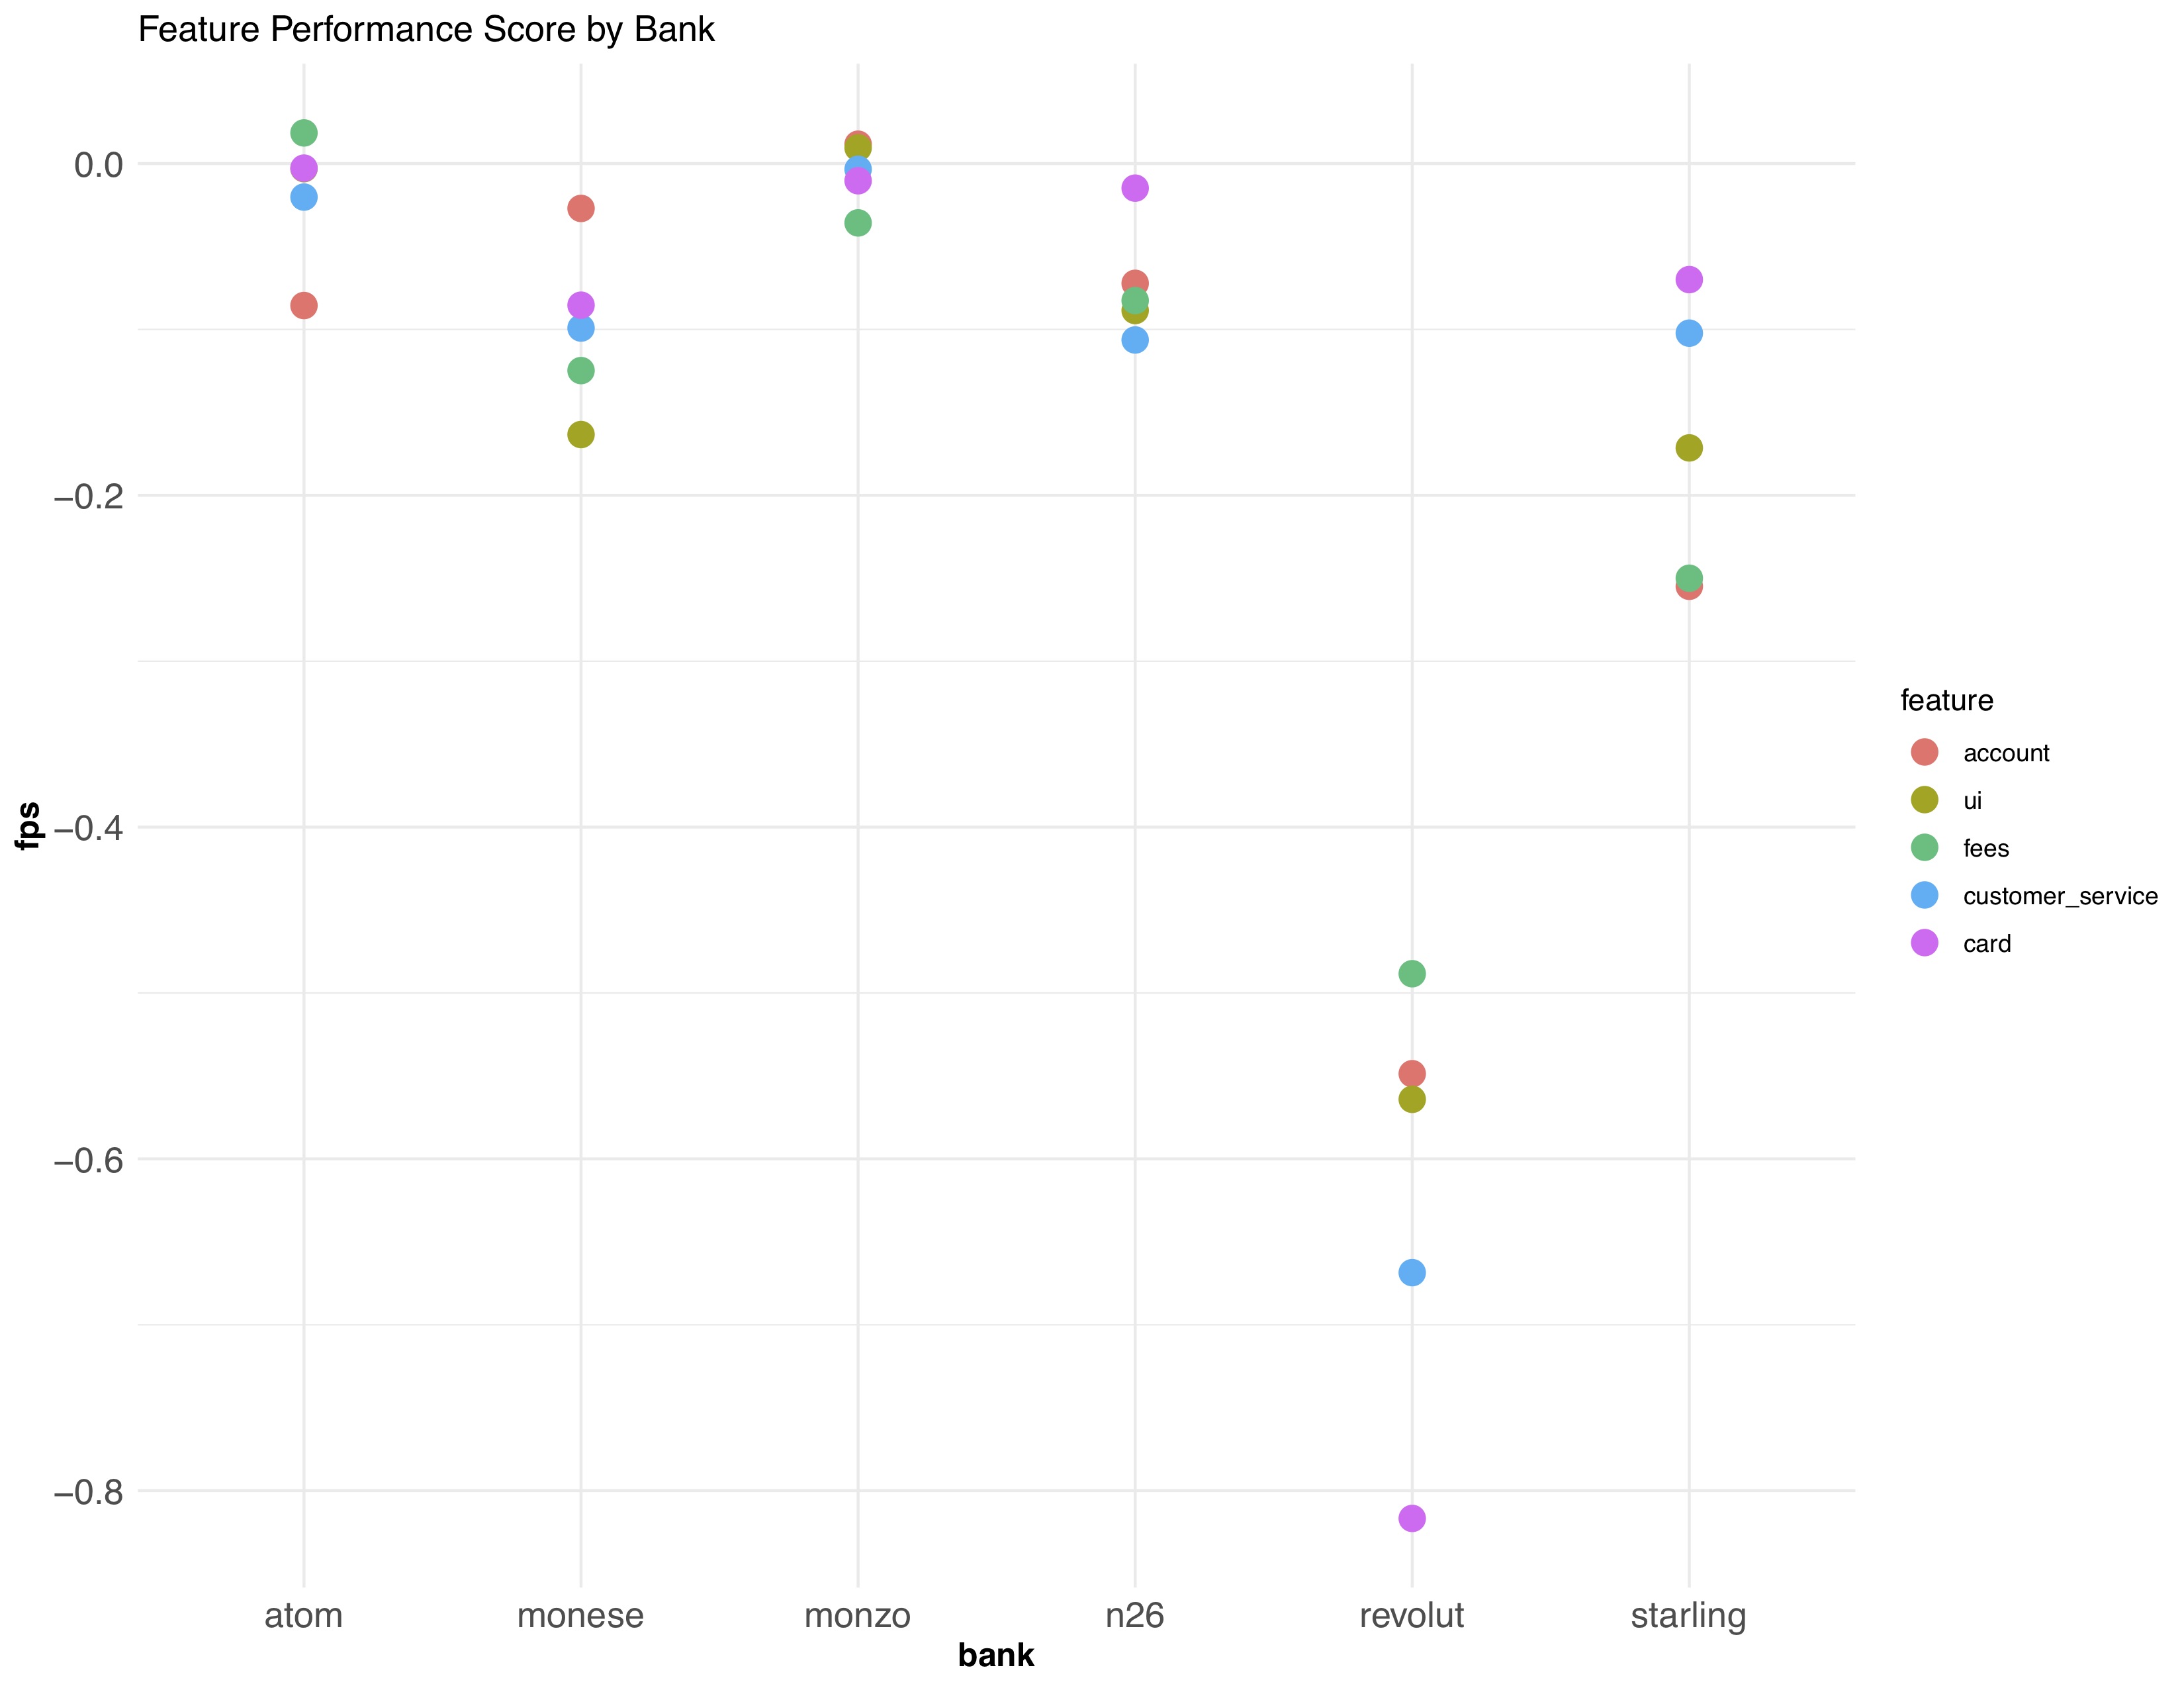 Feature Performance Score by Bank
0.0
−0.2
−0.4
−0.6
−0.8
fps
atom monese monzo n26 revolut starling
bank
feature
account
ui
fees
customer_service
card